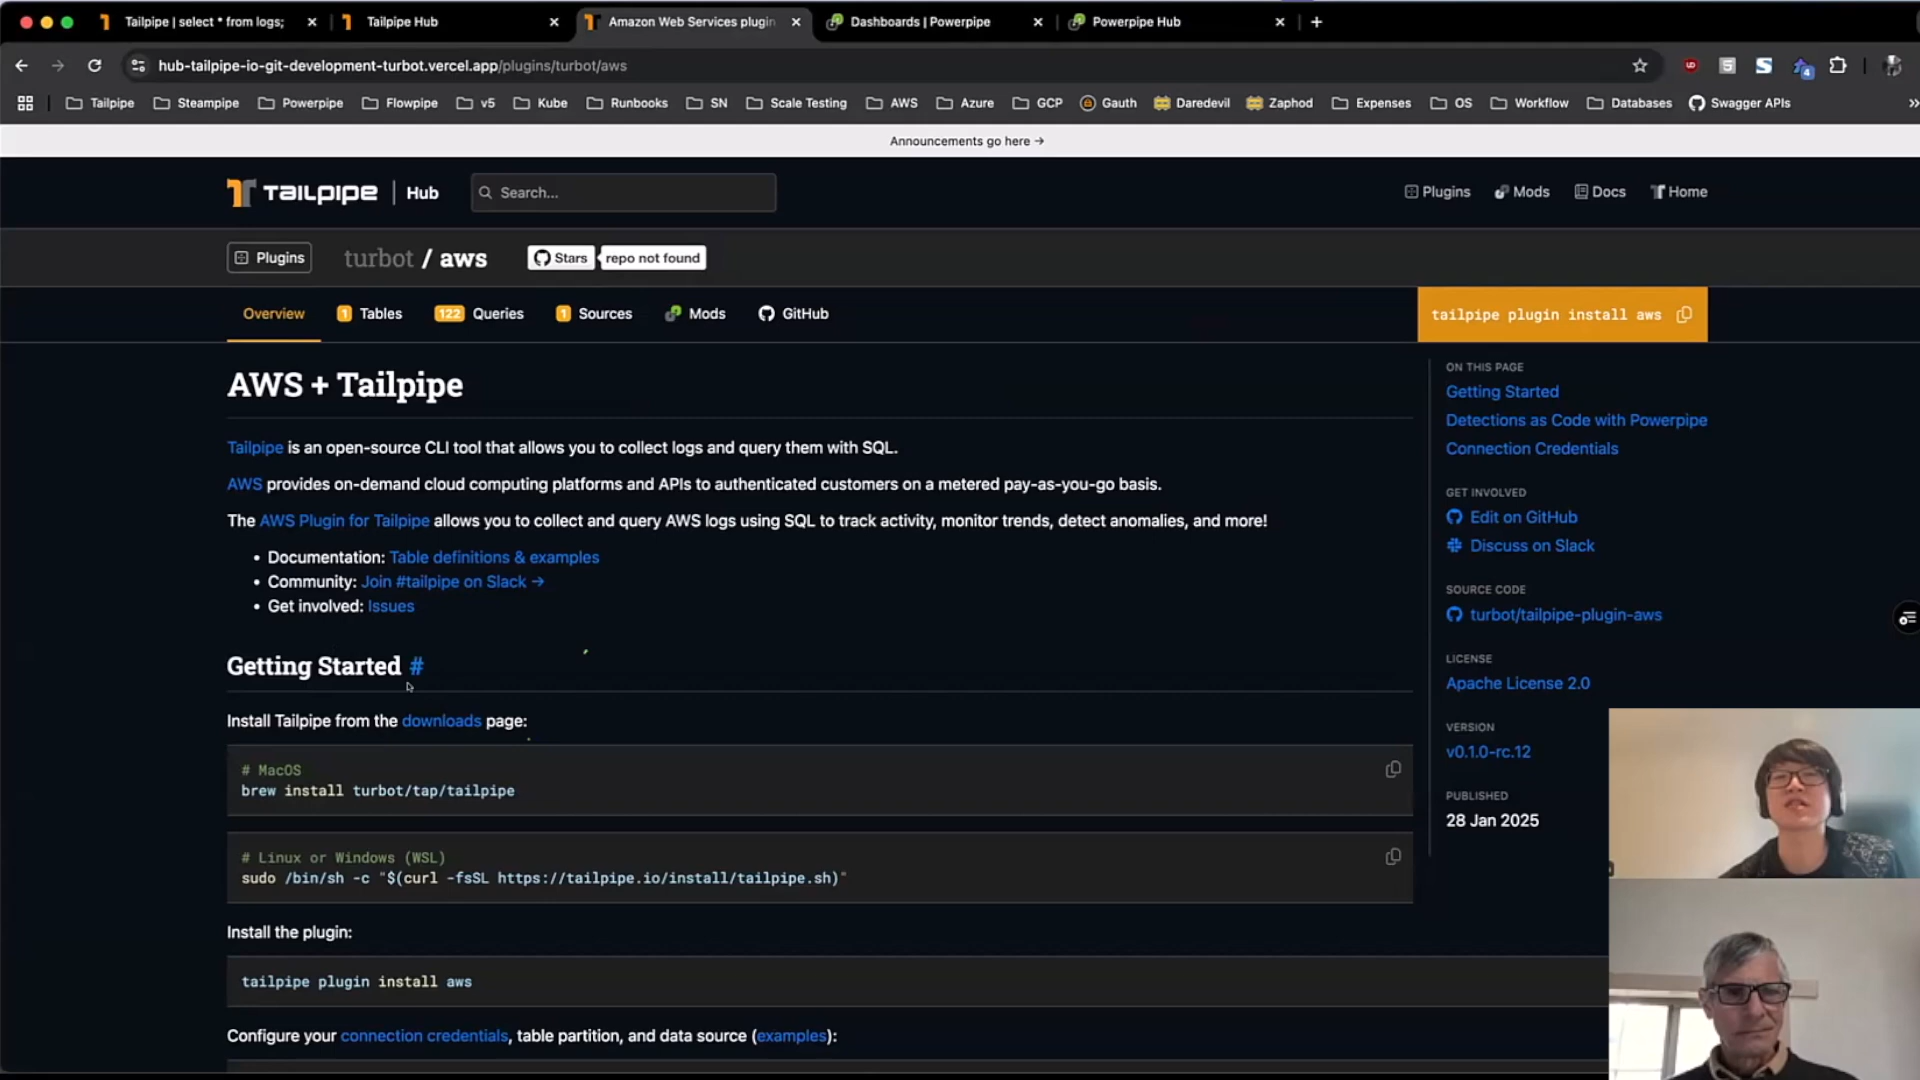 Tailpipe | select * from logs;
Tailpipe Hub
Amazon Web Services plugin
Dashboards | Powerpipe
Powerpipe Hub
hub-tailpipe-io-git-development-turbot.vercel.app/plugins/turbot/aws
4
Tailpipe
Steampipe
Powerpipe
Flowpipe
v5
Kube
Runbooks
SN
Scale Testing
AWS
Azure
GCP
Gauth
Daredevil
Zaphod
Expenses
OS
Workflow
Databases
Swagger APIs
»
Announcements go here →
TAILPIPE | Hub
Search...
Plugins
Mods
Docs
Home
Plugins
turbot / aws
Stars
repo not found
Overview
1 Tables
122 Queries
1 Sources
Mods
GitHub
tailpipe plugin install aws
AWS + Tailpipe
Tailpipe is an open-source CLI tool that allows you to collect logs and query them with SQL.
AWS provides on-demand cloud computing platforms and APIs to authenticated customers on a metered pay-as-you-go basis.
The AWS Plugin for Tailpipe allows you to collect and query AWS logs using SQL to track activity, monitor trends, detect anomalies, and more!
• Documentation: Table definitions & examples
• Community: Join #tailpipe on Slack →
• Get involved: Issues
Getting Started #
Install Tailpipe from the downloads page:
# MacOS
brew install turbot/tap/tailpipe
# Linux or Windows (WSL)
sudo /bin/sh -c "$(curl -fsSL https://tailpipe.io/install/tailpipe.sh)"
Install the plugin:
tailpipe plugin install aws
Configure your connection credentials, table partition, and data source (examples):
ON THIS PAGE
Getting Started
Detections as Code with Powerpipe
Connection Credentials
GET INVOLVED
Edit on GitHub
Discuss on Slack
SOURCE CODE
turbot/tailpipe-plugin-aws
LICENSE
Apache License 2.0
VERSION
v0.1.0-rc.12
PUBLISHED
28 Jan 2025